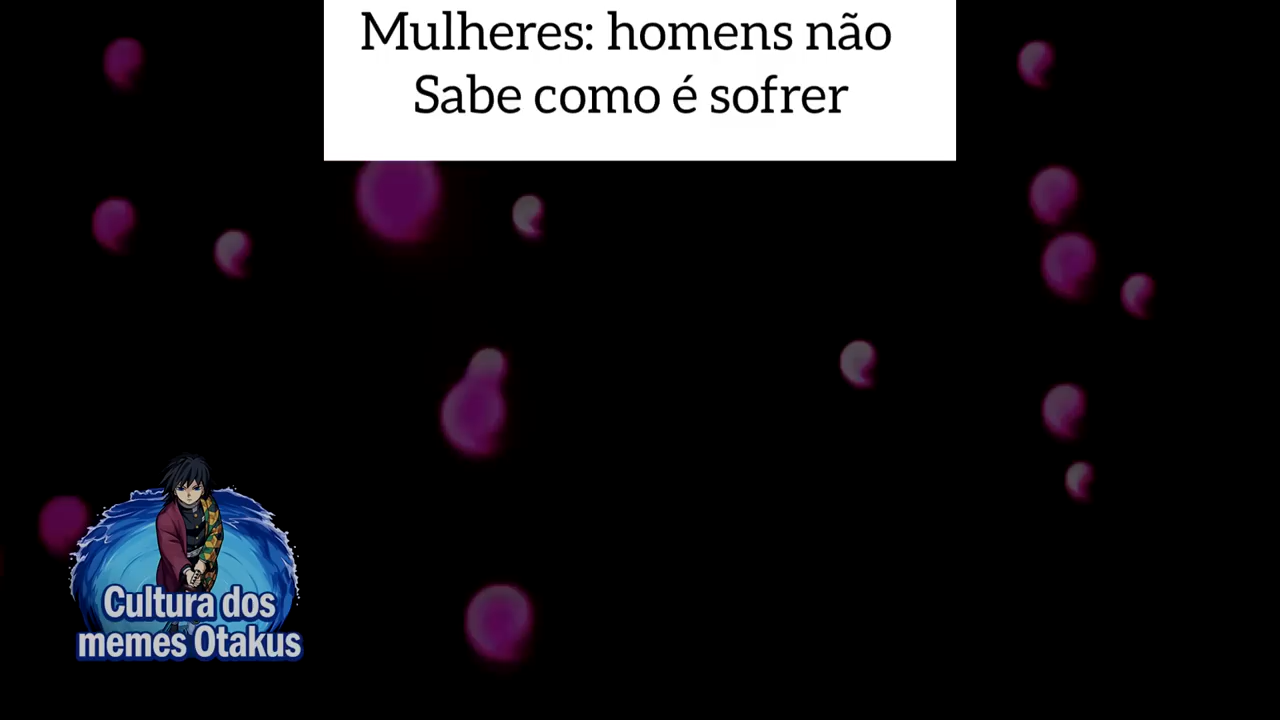 Mulheres: homens não
Sabe como é sofrer
Cultura dos
memes Otakus